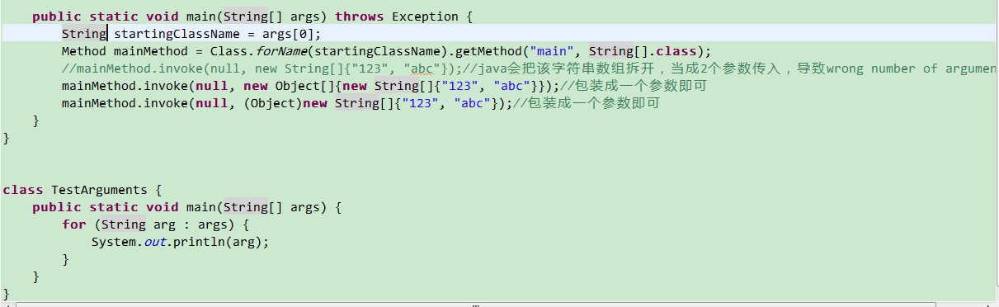 public static void main(String[] args) throws Exception {
String startingClassName = args[0];
Method mainMethod = Class.forName(startingClassName).getMethod("main", String[].class);
//mainMethod.invoke(null, new String[]{"123", "abc"});//java会把该字符串数组拆开，当成2个参数传入，导致wrong number of argumen
mainMethod.invoke(null, new Object[]{new String[]{"123", "abc"}});//包装成一个参数即可
mainMethod.invoke(null, (Object)new String[]{"123", "abc"});//包装成一个参数即可
}
}
class TestArguments {
public static void main(String[] args) {
for (String arg : args) {
System.out.println(arg);
}
}
}